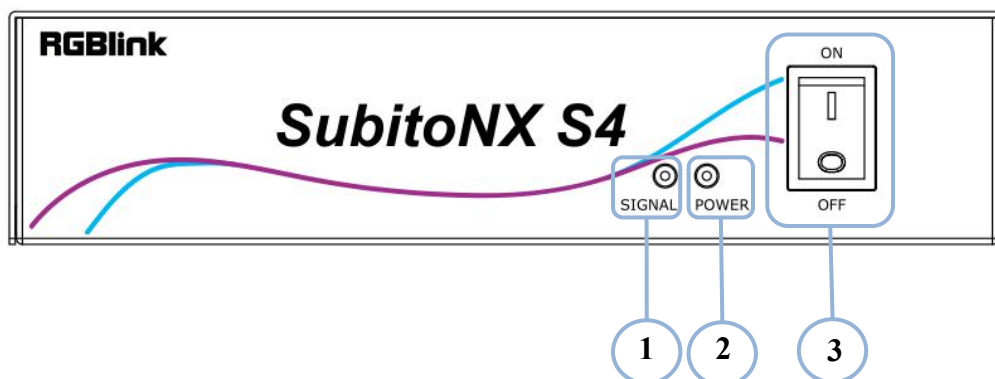 RGBlink
ON
SubitoNX S4
SIGNAL POWER
OFF
1 2 3